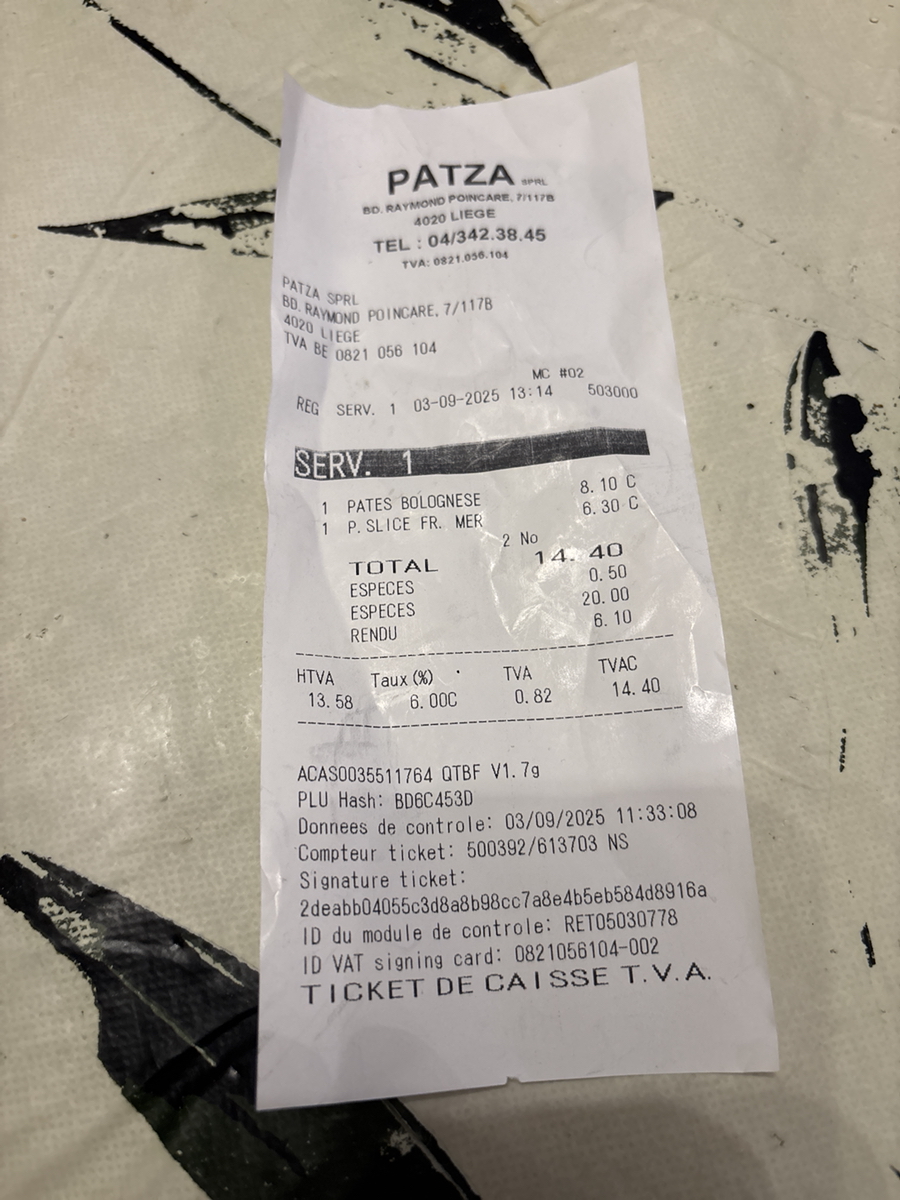 PATZA SPRL
BD. RAYMOND POINCARE, 7/117B
4020 LIEGE
TEL : 04/342.38.45
TVA: 0821.056.104
PATZA SPRL
BD. RAYMOND POINCARE, 7/117B
4020 LIEGE
TVA BE 0821 056 104
MC #02
REG SERV. 1 03-09-2025 13:14 503000
SERV. 1
1 PATES BOLOGNESE 8.10 C
1 P.SLICE FR. MER 6.30 C
2 No
TOTAL 14.40
ESPECES 0.50
ESPECES 20.00
RENDU 6.10
HTVA Taux (%) TVA TVAC
13.58 6.00C 0.82 14.40
ACAS0035511764 QTBF V1.7g
PLU Hash: BD6C453D
Donnees de controle: 03/09/2025 11:33:08
Compteur ticket: 500392/613703 NS
Signature ticket:
2deabb04055c3d8a8b98cc7a8e4b5eb584d8916a
ID du module de controle: RET05030778
ID VAT signing card: 0821056104-002
TICKET DE CAISSE T.V.A.